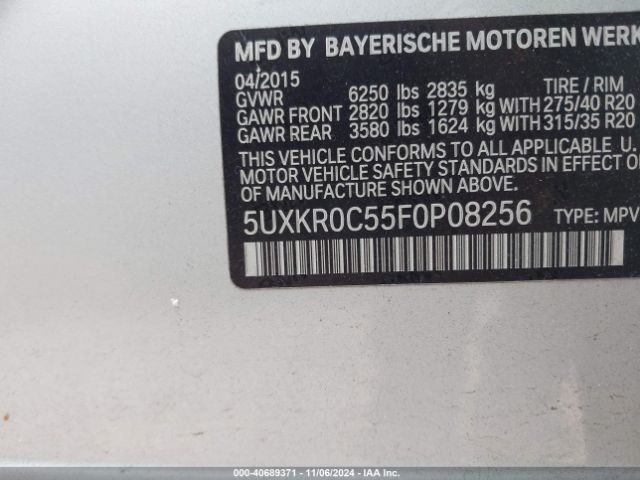 MFD BY BAYERISCHE MOTOREN WERK
04/2015 TIRE / RIM
GVWR 6250 lbs 2835 kg
GAWR FRONT 2820 lbs 1279 kg WITH 275/40 R20
GAWR REAR 3580 lbs 1624 kg WITH 315/35 R20
THIS VEHICLE CONFORMS TO ALL APPLICABLE U.
MOTOR VEHICLE SAFETY STANDARDS IN EFFECT O
OF MANUFACTURE SHOWN ABOVE.
5UXKR0C55F0P08256 TYPE: MPV
000-40689371 - 11/06/2024 - IAA Inc.